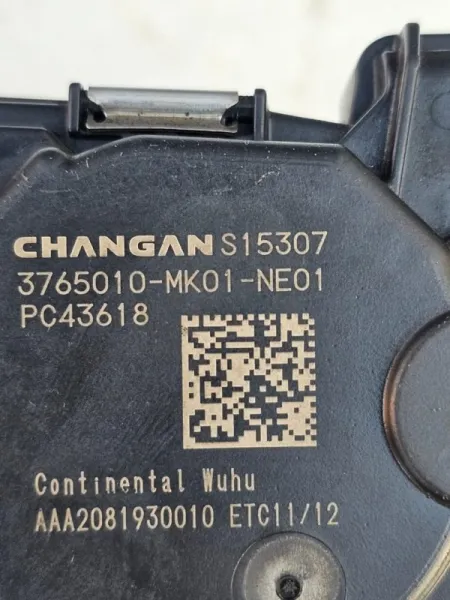 CHANGAN S15307
3765010-MK01-NE01
PC43618
Continental Wuhu
AAA2081930010 ETC11/12